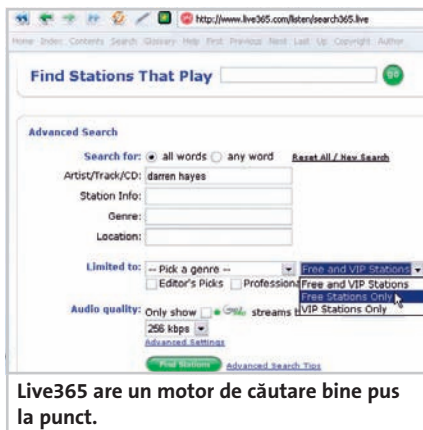 http://www.live365.com/listen/search365.live
Home Index Contents Search Glossary Help First Previous Next Last Up Copyright Author
Find Stations That Play
GO
Advanced Search
Search for: all words any word Reset All / New Search
Artist/Track/CD: darren hayes
Station Info:
Genre:
Location:
Limited to: -- Pick a genre -- Free and VIP Stations
Editor's Picks Profession Free and VIP Stations
Free Stations Only
Audio quality: Only show streams VIP Stations Only
256 kbps
Advanced Settings
Find Stations Advanced Search Tips
Live365 are un motor de căutare bine pus
la punct.